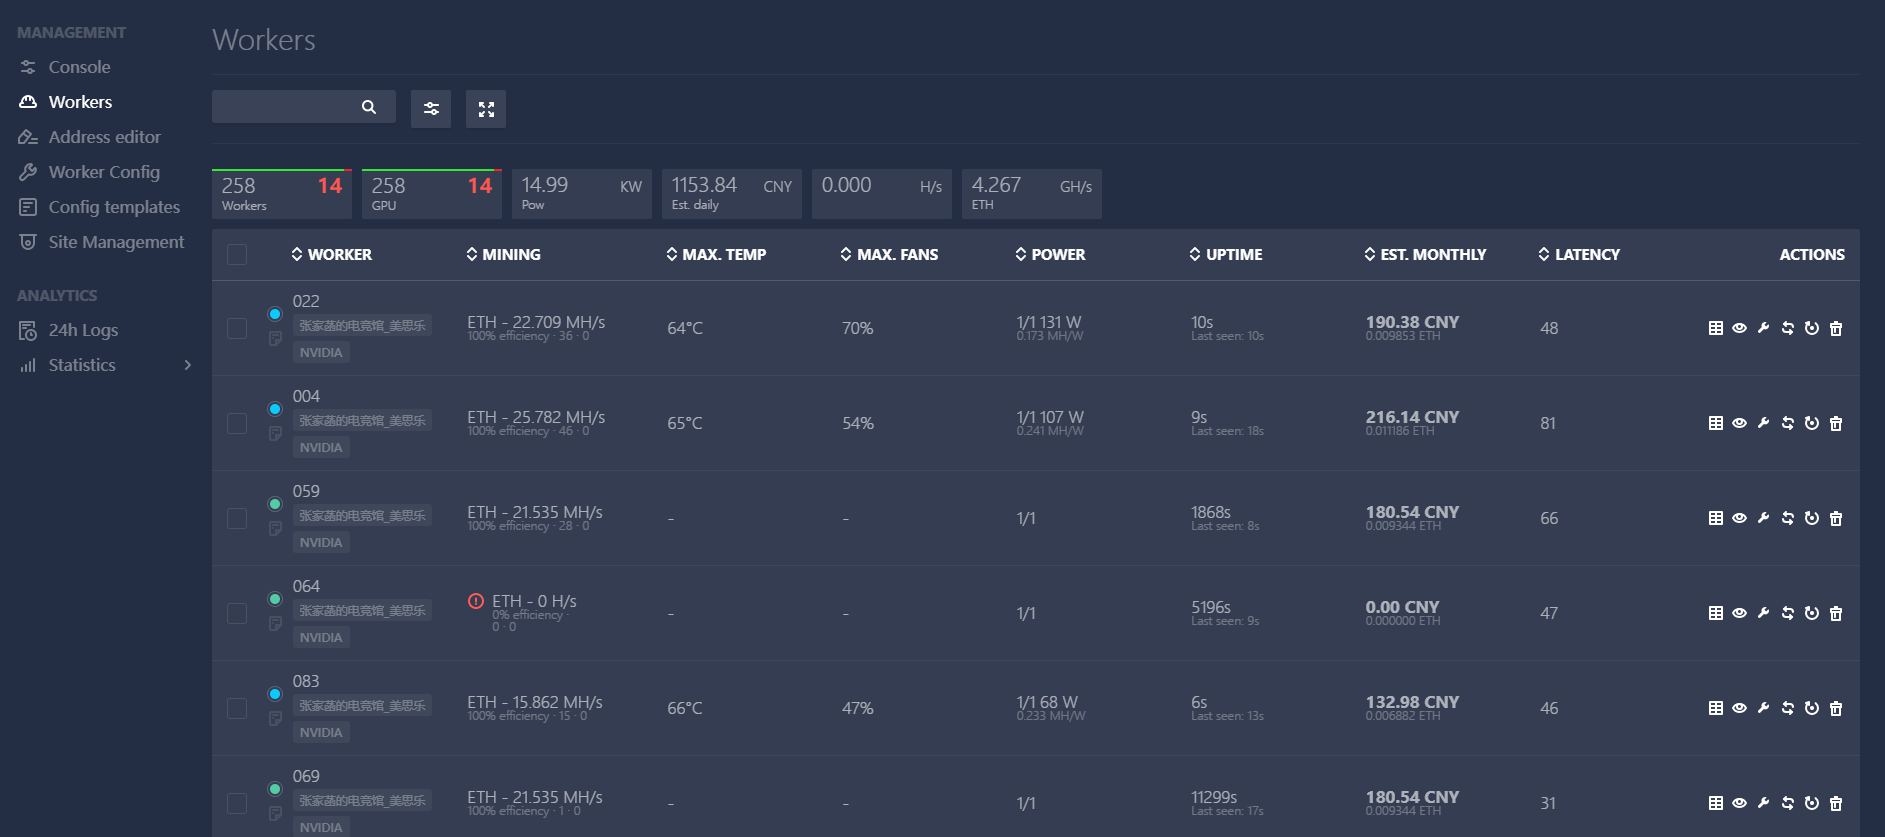 MANAGEMENT
Console
Workers
Address editor
Worker Config
Config templates
Site Management
ANALYTICS
24h Logs
Statistics
Workers
258 14
Workers
258 14
GPU
14.99 KW
Pow
1153.84 CNY
Est. daily
0.000 H/s
4.267 GH/s
ETH
WORKER MINING MAX. TEMP MAX. FANS POWER UPTIME EST. MONTHLY LATENCY ACTIONS
022
张家菡的电竞馆_美思乐
NVIDIA
ETH - 22.709 MH/s
100% efficiency · 36 · 0
64°C
70%
1/1 131 W
0.173 MH/W
10s
Last seen: 10s
190.38 CNY
0.009853 ETH
48
004
张家菡的电竞馆_美思乐
NVIDIA
ETH - 25.782 MH/s
100% efficiency · 46 · 0
65°C
54%
1/1 107 W
0.241 MH/W
9s
Last seen: 18s
216.14 CNY
0.011186 ETH
81
059
张家菡的电竞馆_美思乐
NVIDIA
ETH - 21.535 MH/s
100% efficiency · 28 · 0
-
-
1/1
1868s
Last seen: 8s
180.54 CNY
0.009344 ETH
66
064
张家菡的电竞馆_美思乐
NVIDIA
ETH - 0 H/s
0% efficiency ·
0 · 0
-
-
1/1
5196s
Last seen: 9s
0.00 CNY
0.000000 ETH
47
083
张家菡的电竞馆_美思乐
NVIDIA
ETH - 15.862 MH/s
100% efficiency · 15 · 0
66°C
47%
1/1 68 W
0.233 MH/W
6s
Last seen: 13s
132.98 CNY
0.006882 ETH
46
069
张家菡的电竞馆_美思乐
NVIDIA
ETH - 21.535 MH/s
100% efficiency · 1 · 0
-
-
1/1
11299s
Last seen: 17s
180.54 CNY
0.009344 ETH
31